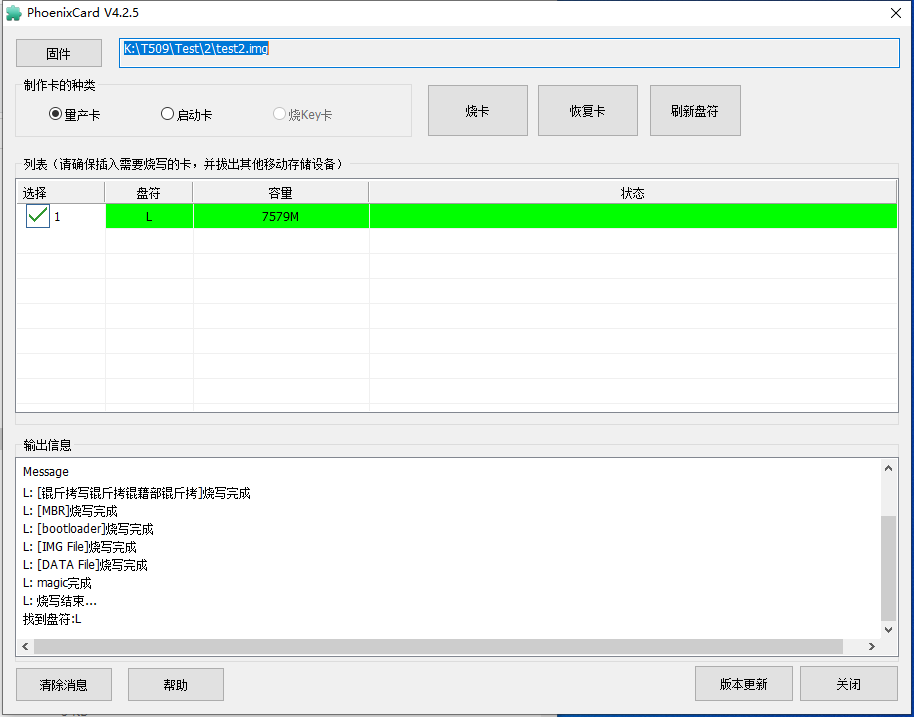 PhoenixCard V4.2.5
固件 K:\T509\Test\2\test2.img
制作卡的种类
量产卡 启动卡 烧Key卡 烧卡 恢复卡 刷新盘符
列表（请确保插入需要烧写的卡，并拔出其他移动存储设备）
选择 盘符 容量 状态
1 L 7579M
输出信息
Message
L: [锟斤拷写锟斤拷锟藉部锟斤拷]烧写完成
L: [MBR]烧写完成
L: [bootloader]烧写完成
L: [IMG File]烧写完成
L: [DATA File]烧写完成
L: magic完成
L: 烧写结束...
找到盘符:L
清除消息 帮助 版本更新 关闭